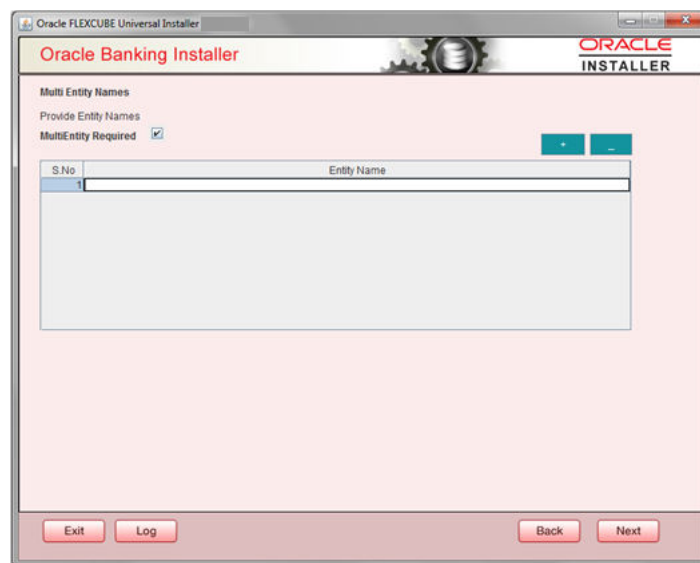 Oracle FLEXCUBE Universal Installer
Oracle Banking Installer
ORACLE
INSTALLER
Multi Entity Names
Provide Entity Names
MultiEntity Required
+ _
S.No Entity Name
1
Exit Log Back Next